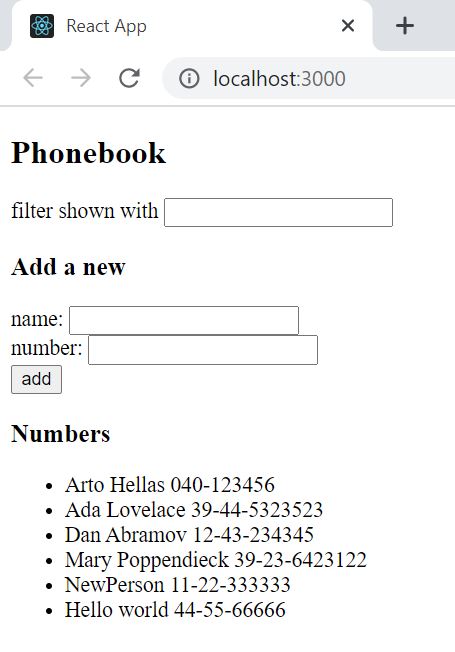 React App
localhost:3000
Phonebook
filter shown with
Add a new
name:
number:
add
Numbers
Arto Hellas 040-123456
Ada Lovelace 39-44-5323523
Dan Abramov 12-43-234345
Mary Poppendieck 39-23-6423122
NewPerson 11-22-333333
Hello world 44-55-66666